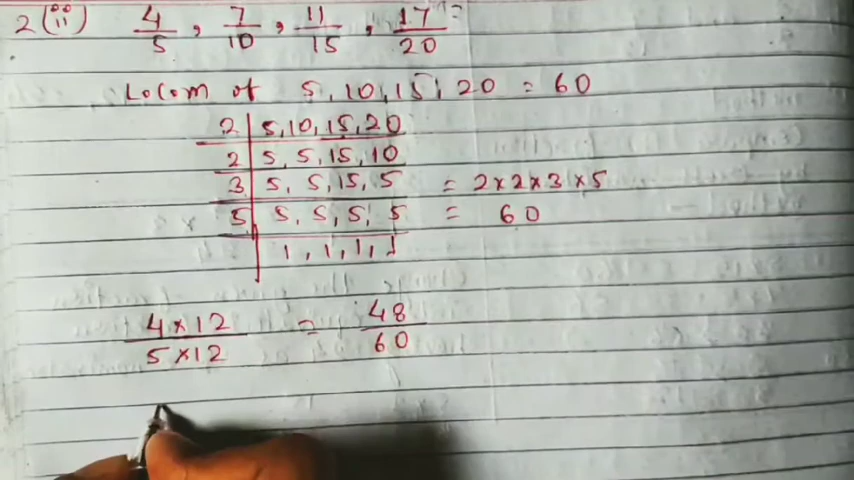 2(iii) 4/5, 7/10, 11/15, 17/20
L.C.M of 5, 10, 15, 20 = 60
2 | 5, 10, 15, 20
2 | 5, 5, 15, 10
3 | 5, 5, 15, 5 = 2×2×3×5
5 | 5, 5, 5, 5 = 60
1, 1, 1, 1
4×12/5×12 = 48/60